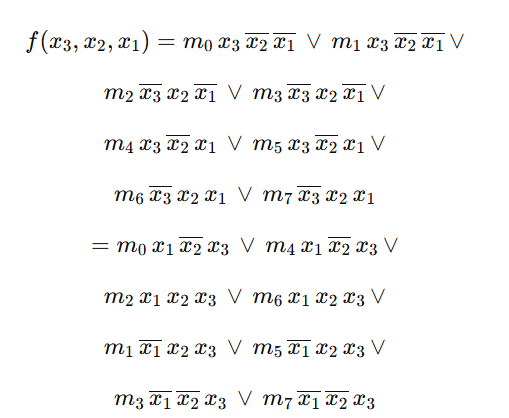 f(x₃, x₂, x₁) = m₀ x₃ x̅₂ x̅₁ ∨ m₁ x₃ x̅₂ x̅₁ ∨
m₂ x̅₃ x₂ x̅₁ ∨ m₃ x̅₃ x₂ x̅₁ ∨
m₄ x₃ x̅₂ x₁ ∨ m₅ x₃ x̅₂ x₁ ∨
m₆ x̅₃ x₂ x₁ ∨ m₇ x̅₃ x₂ x₁
= m₀ x₁ x̅₂ x₃ ∨ m₄ x₁ x̅₂ x₃ ∨
m₂ x₁ x₂ x₃ ∨ m₆ x₁ x₂ x₃ ∨
m₁ x̅₁ x₂ x₃ ∨ m₅ x̅₁ x₂ x₃ ∨
m₃ x̅₁ x̅₂ x₃ ∨ m₇ x̅₁ x̅₂ x₃